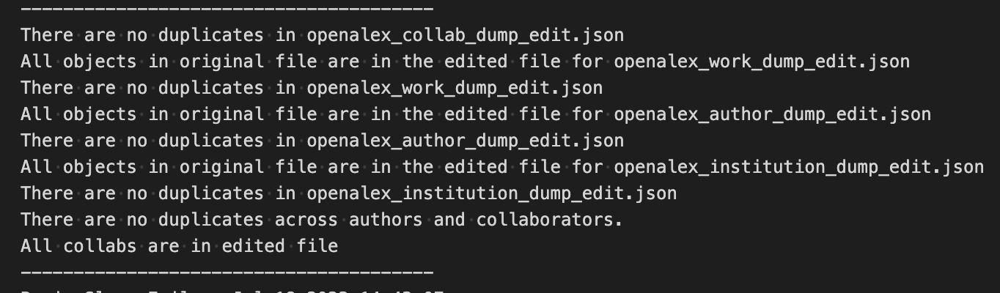 ---------------------------------------
There are no duplicates in openalex_collab_dump_edit.json
All objects in original file are in the edited file for openalex_work_dump_edit.json
There are no duplicates in openalex_work_dump_edit.json
All objects in original file are in the edited file for openalex_author_dump_edit.json
There are no duplicates in openalex_author_dump_edit.json
All objects in original file are in the edited file for openalex_institution_dump_edit.json
There are no duplicates in openalex_institution_dump_edit.json
There are no duplicates across authors and collaborators.
All collabs are in edited file
---------------------------------------